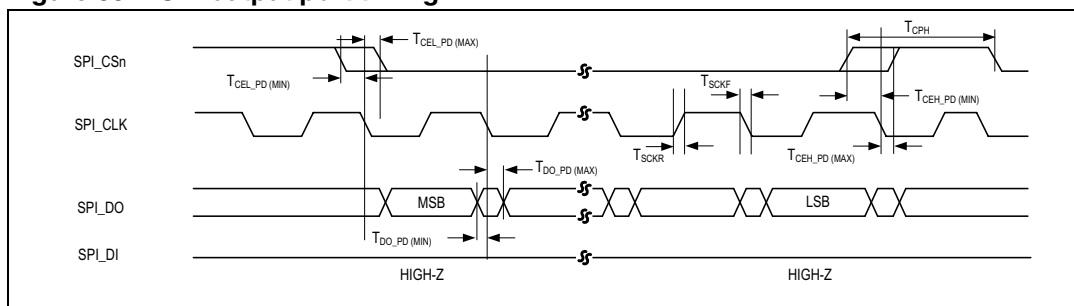 SPI_CSn
T_CEL_PD (MAX)
T_CPH
T_CEL_PD (MIN)
T_SCKF
T_CEH_PD (MIN)
SPI_CLK
T_SCKR
T_CEH_PD (MAX)
T_DO_PD (MAX)
SPI_DO
MSB
LSB
T_DO_PD (MIN)
SPI_DI
HIGH-Z
HIGH-Z